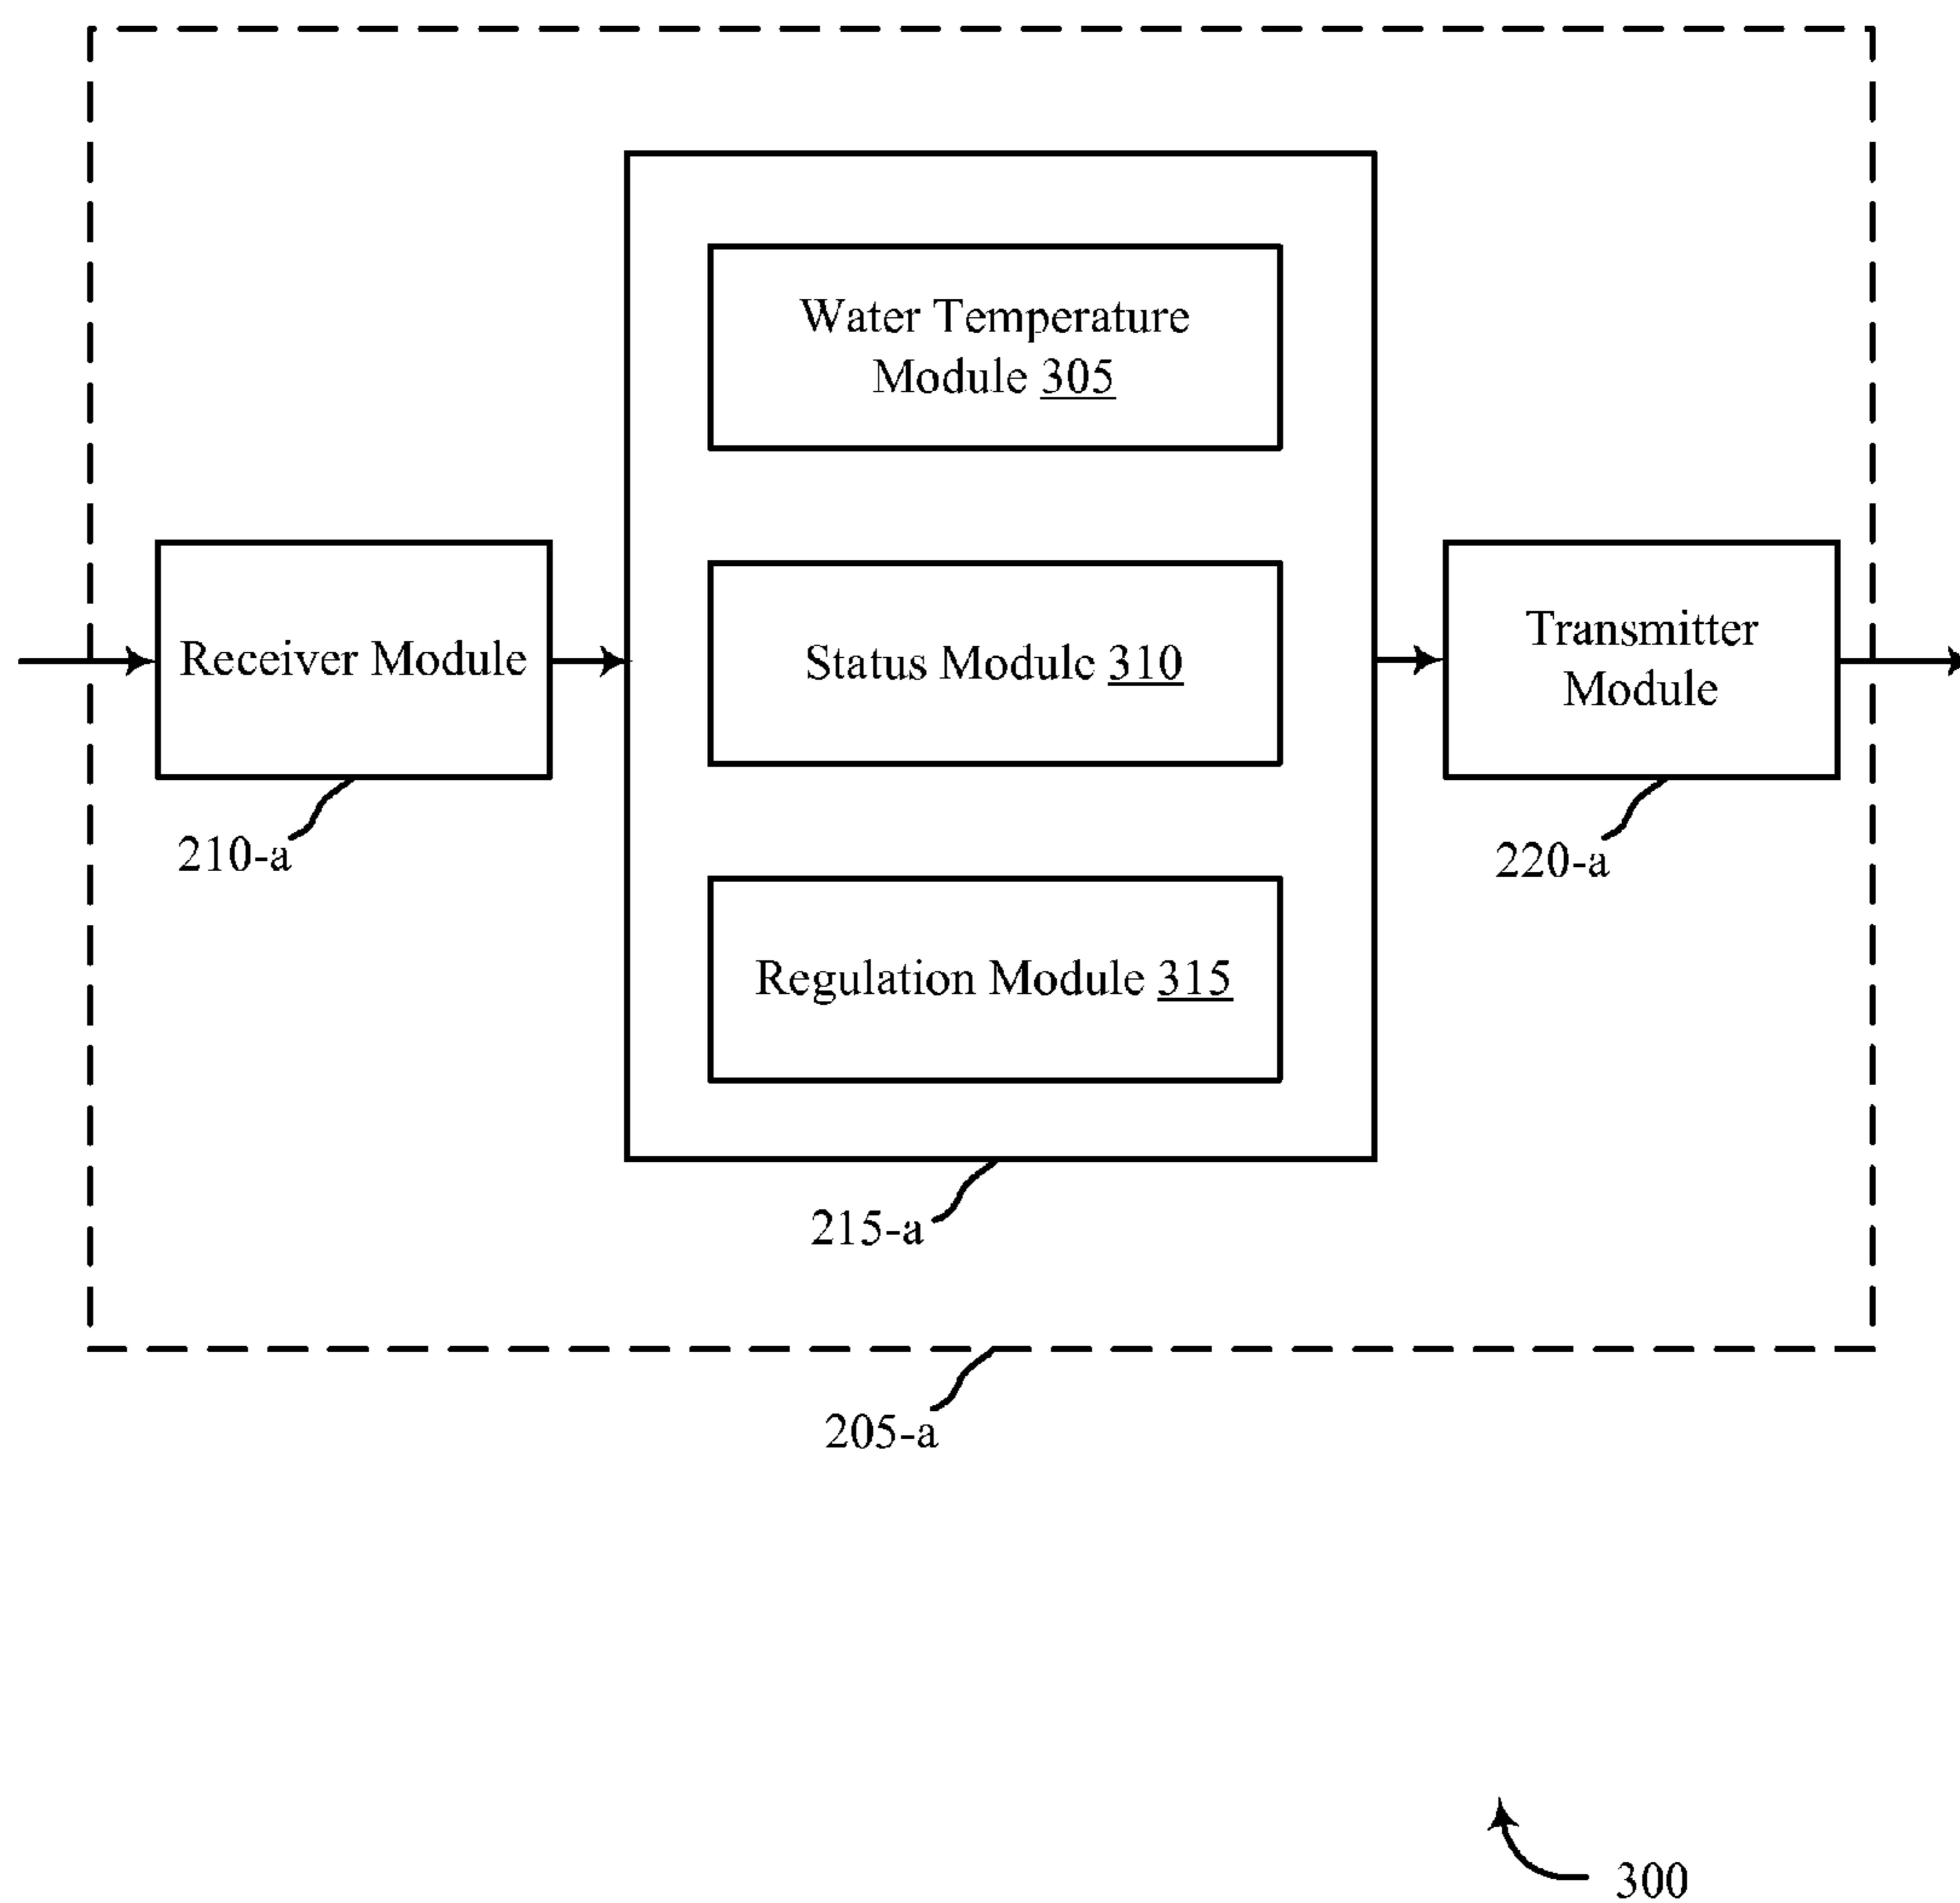 Water Temperature
Module 305
Receiver Module
Status Module 310
Transmitter
Module
210-a
220-a
Regulation Module 315
215-a
205-a
300